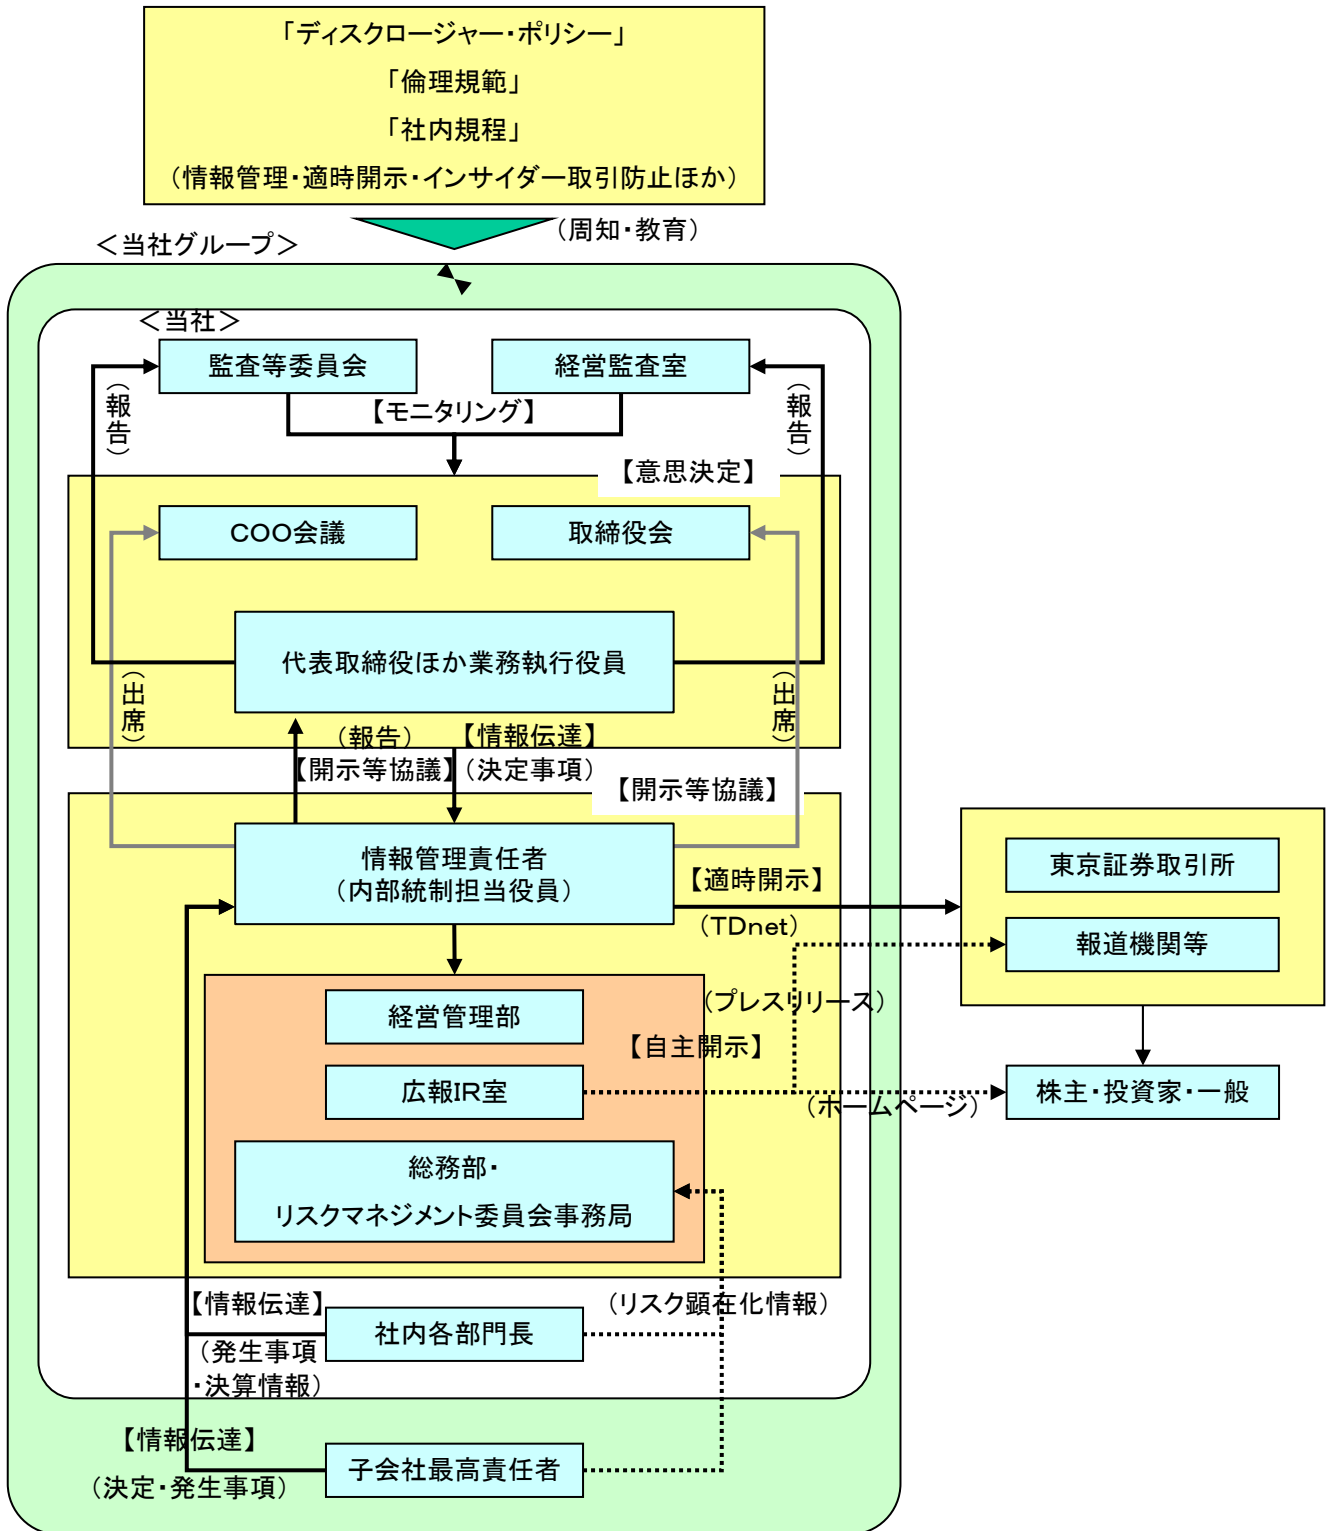 「ディスクロージャー・ポリシー」
「倫理規範」
「社内規程」
（情報管理・適時開示・インサイダー取引防止ほか）
（周知・教育）
＜当社グループ＞
＜当社＞
監査等委員会
経営監査室
（報告）
【モニタリング】
（報告）
【意思決定】
COO会議
取締役会
代表取締役ほか業務執行役員
（出席）
（出席）
（報告）
【情報伝達】
【開示等協議】
（決定事項）
【開示等協議】
情報管理責任者
（内部統制担当役員）
【適時開示】
（TDnet）
東京証券取引所
報道機関等
経営管理部
（プレスリリース）
【自主開示】
広報IR室
（ホームページ）
株主・投資家・一般
総務部・
リスクマネジメント委員会事務局
【情報伝達】
（リスク顕在化情報）
社内各部門長
（発生事項
・決算情報）
【情報伝達】
子会社最高責任者
（決定・発生事項）